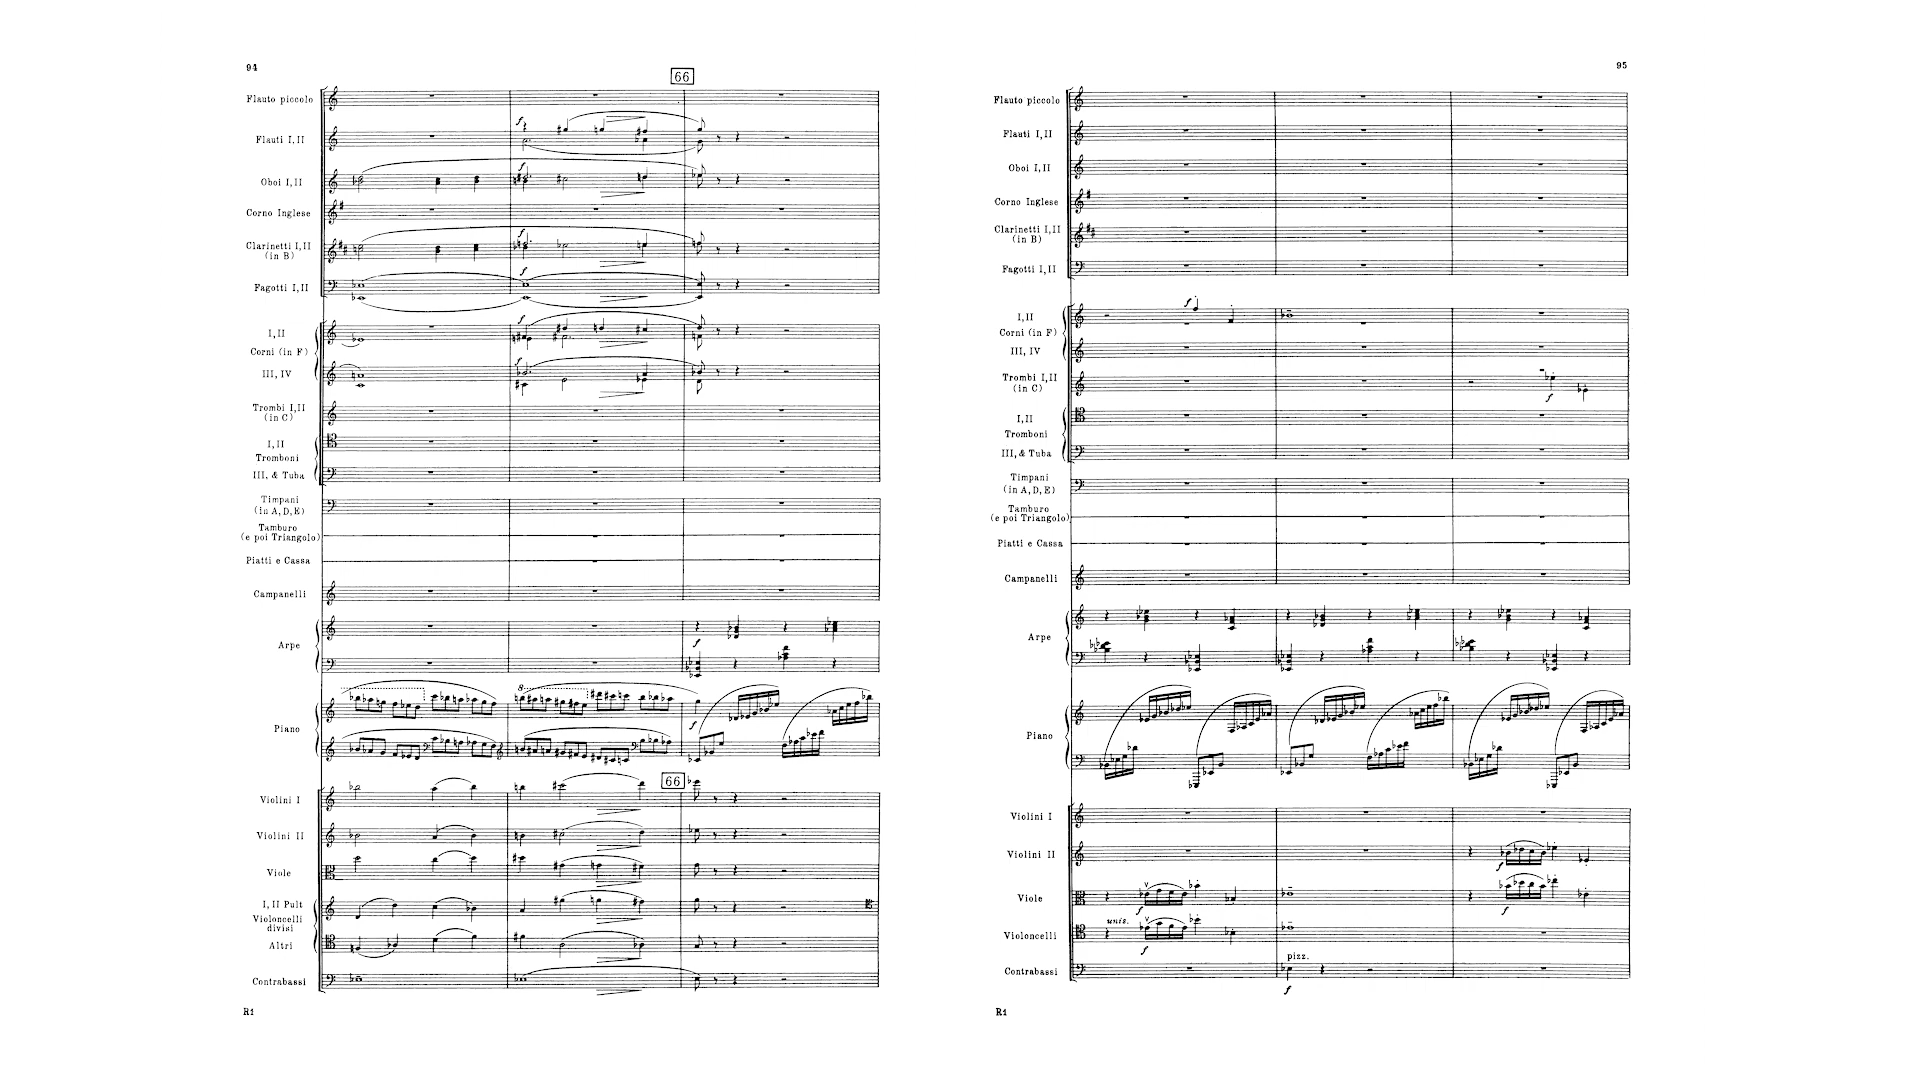 94
66
Flauto piccolo
Flauti I, II
f
Oboi I, II
f
Corno Inglese
Clarinetti I, II
(in B)
f
Fagotti I, II
f
I, II
f
Corni (in F)
III, IV
f
Trombi I, II
(in C)
I, II
Tromboni
III, & Tuba
Timpani
(in A, D, E)
Tamburo
(e poi Triangolo)
Piatti e Cassa
Campanelli
Arpe
f
8
Piano
f
66
Violini I
Violini II
Viole
I, II Pult
Violoncelli
divisi
Altri
Contrabassi
R1
95
Flauto piccolo
Flauti I, II
Oboi I, II
Corno Inglese
Clarinetti I, II
(in B)
Fagotti I, II
f
I, II
Corni (in F)
III, IV
Trombi I, II
(in C)
f
I, II
Tromboni
III, & Tuba
Timpani
(in A, D, E)
Tamburo
(e poi Triangolo)
Piatti e Cassa
Campanelli
Arpe
Piano
Violini I
Violini II
f
Viole
f f
unis.
Violoncelli
f
pizz.
Contrabassi
f
R1